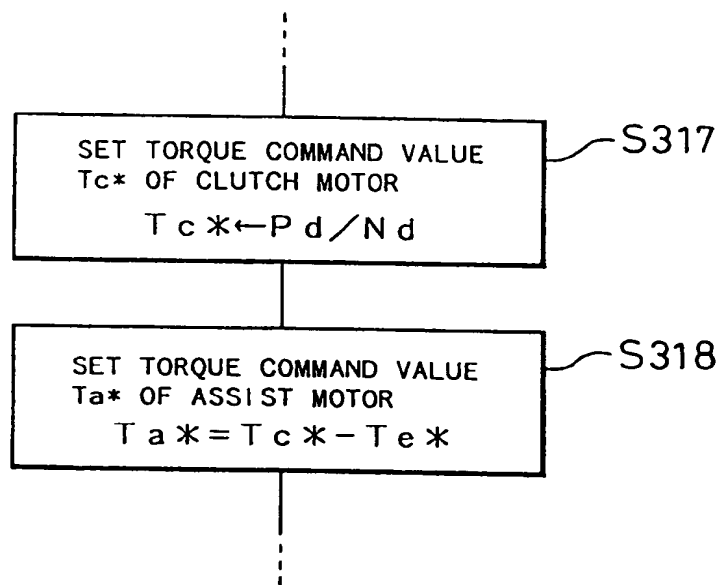 SET TORQUE COMMAND VALUE
Tc* OF CLUTCH MOTOR
Tc*←Pd/Nd
S317
SET TORQUE COMMAND VALUE
Ta* OF ASSIST MOTOR
Ta*=Tc*-Te*
S318